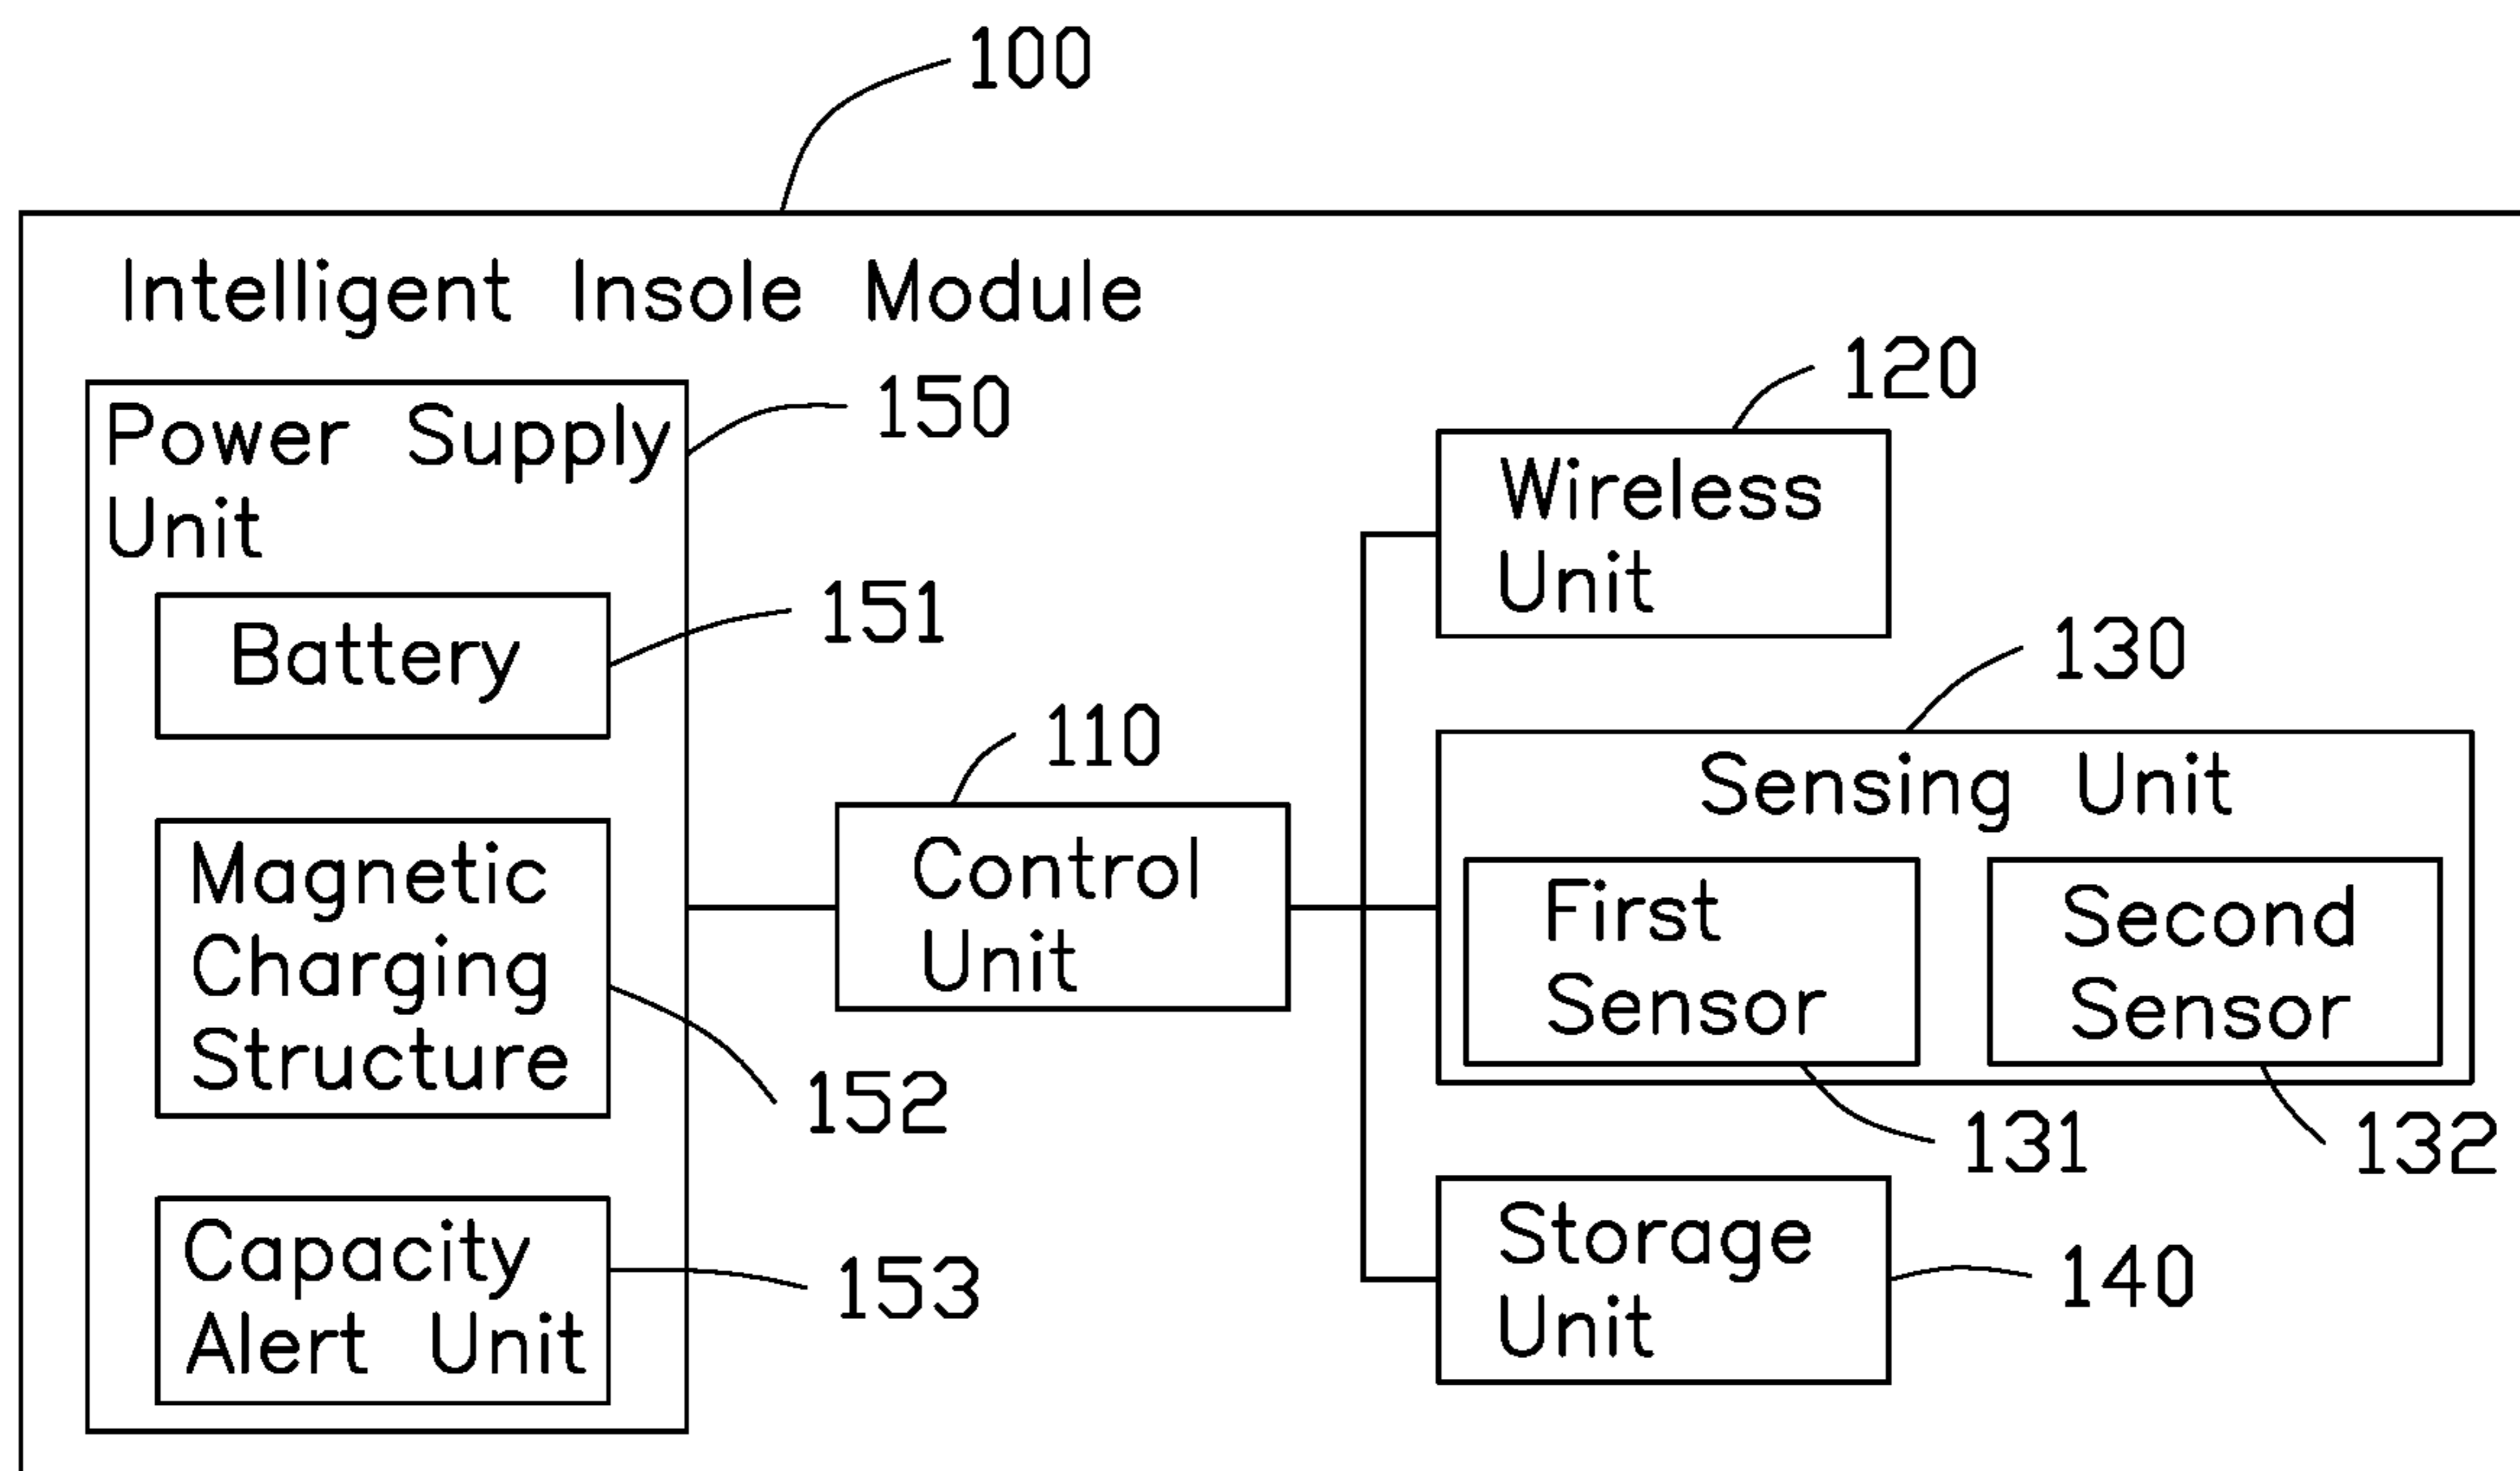 100
Intelligent Insole Module
150
Power Supply
Unit
151
Battery
Magnetic
Charging
Structure
152
Capacity
Alert Unit
153
110
Control
Unit
120
Wireless
Unit
130
Sensing Unit
First
Sensor
131
Second
Sensor
132
Storage
Unit
140